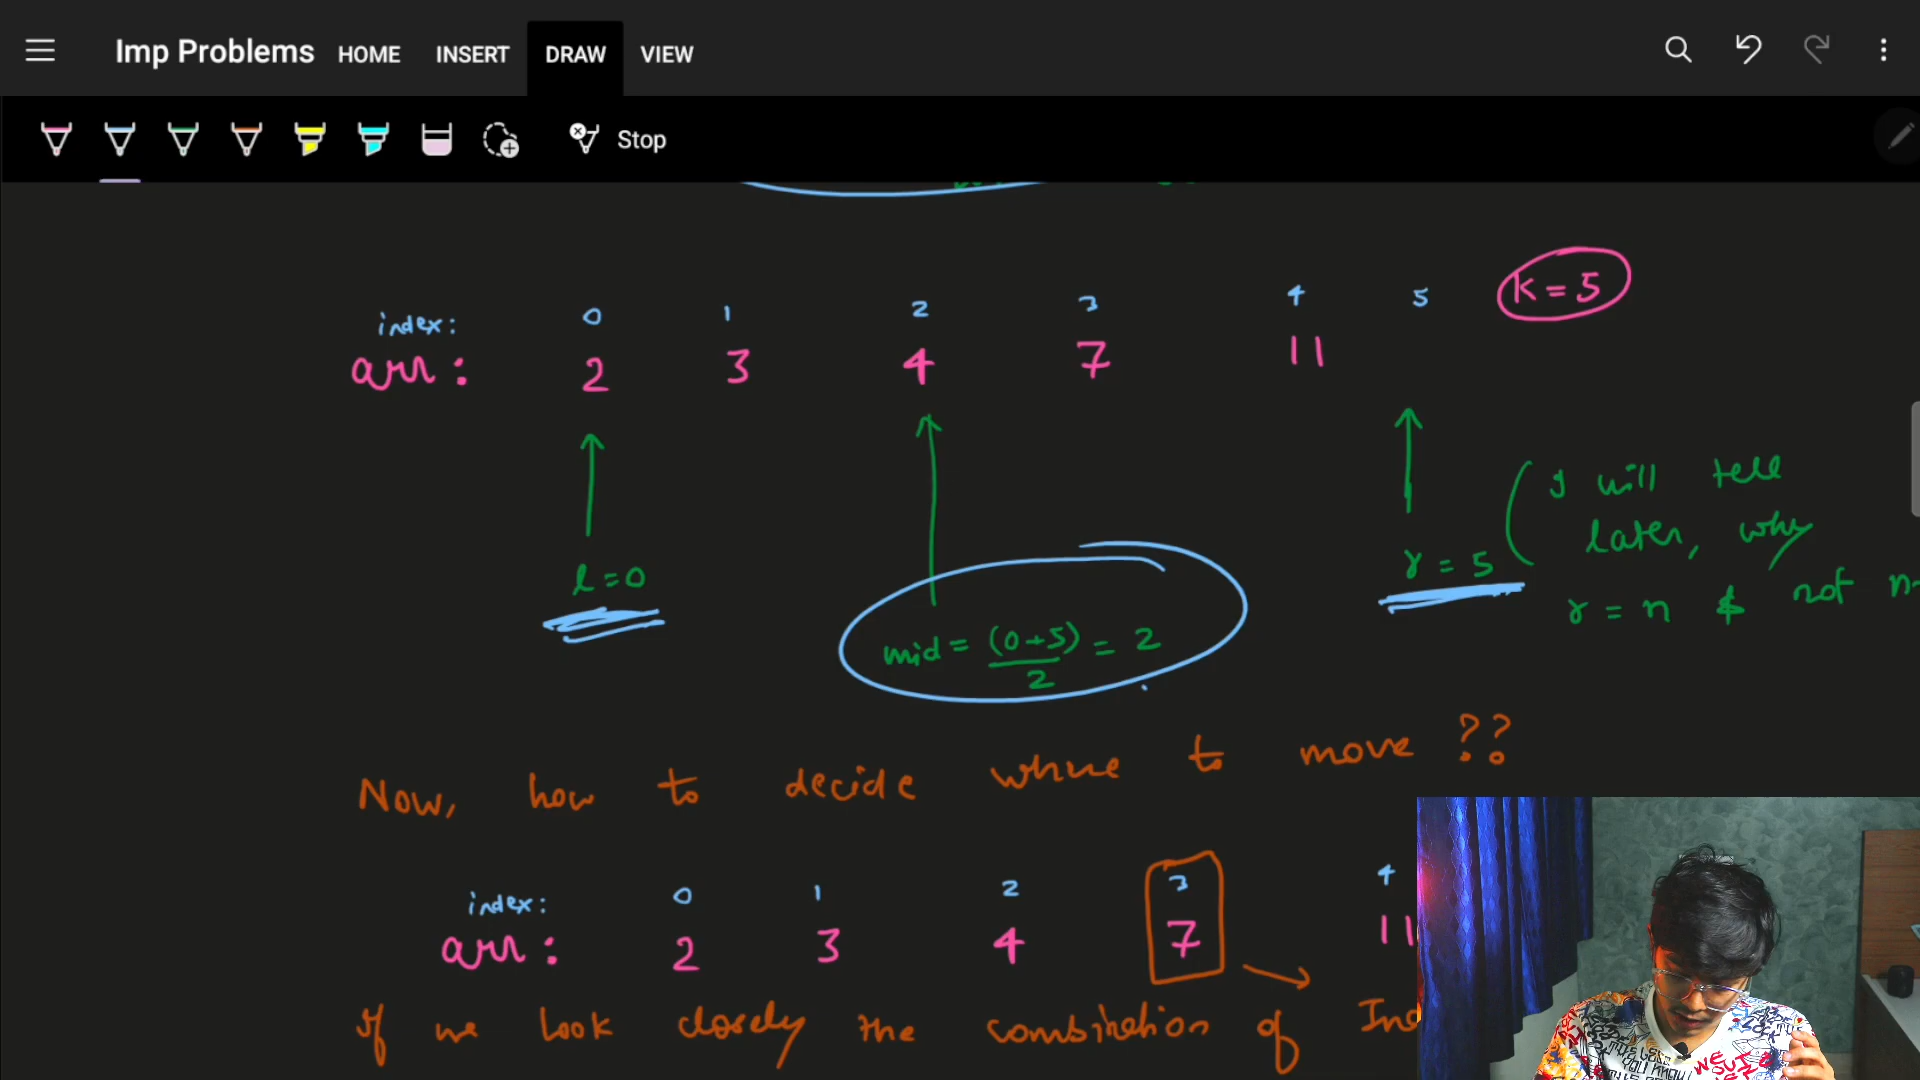 Imp Problems HOME INSERT DRAW VIEW
Stop
K = 5
index: 0 1 2 3 4 5
arr: 2 3 4 7 11
l = 0
mid = (0+5)/2 = 2
r = 5
I will tell
later, why
r = n & not n-
Now, how to decide where to move ??
index: 0 1 2 3 4
arr: 2 3 4 7 11
If we look closely the combination of Ind